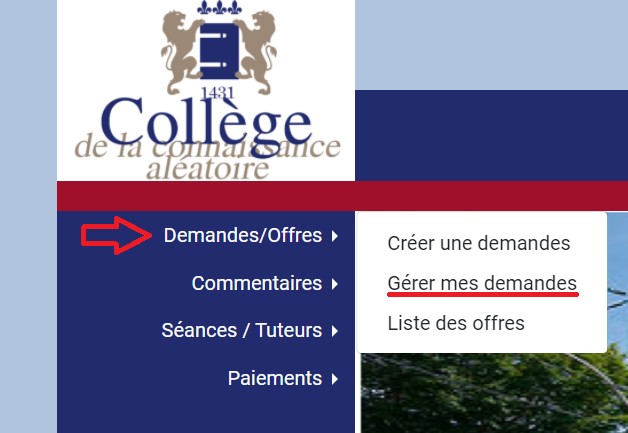 1431
Collège
de la connaissance
aléatoire
Demandes/Offres
Commentaires
Séances / Tuteurs
Paiements
Créer une demandes
Gérer mes demandes
Liste des offres